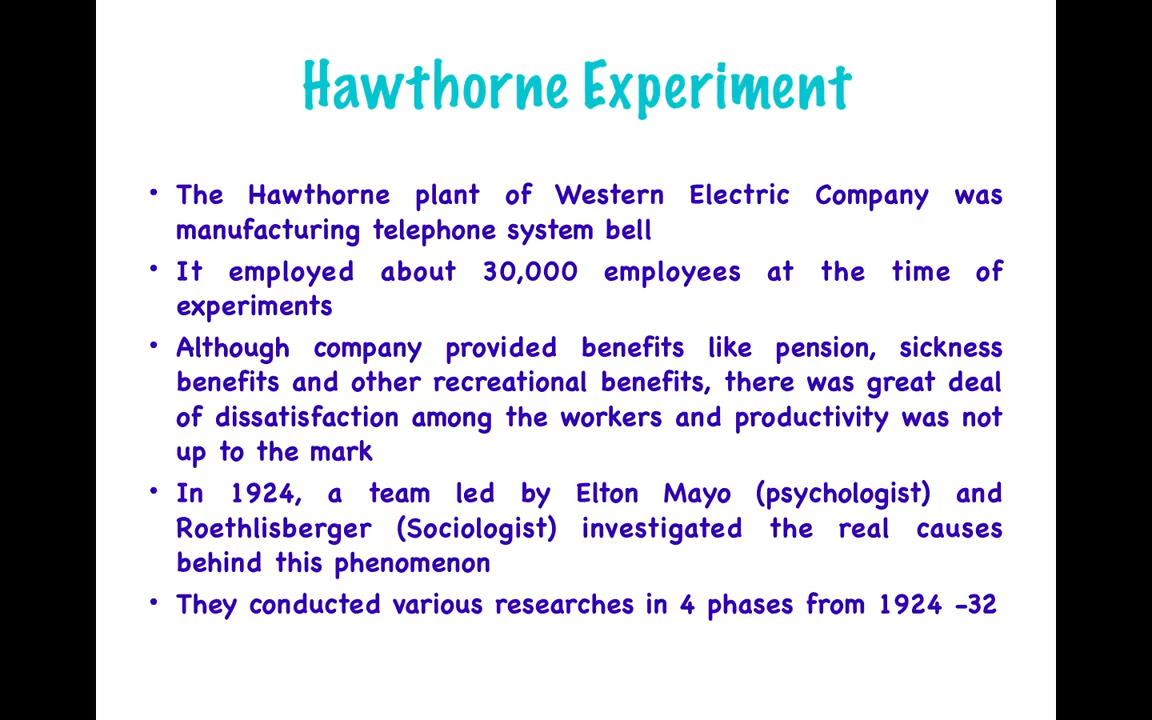 Hawthorne Experiment
• The Hawthorne plant of Western Electric Company was
manufacturing telephone system bell
• It employed about 30,000 employees at the time of
experiments
• Although company provided benefits like pension, sickness
benefits and other recreational benefits, there was great deal
of dissatisfaction among the workers and productivity was not
up to the mark
• In 1924, a team led by Elton Mayo (psychologist) and
Roethlisberger (Sociologist) investigated the real causes
behind this phenomenon
• They conducted various researches in 4 phases from 1924 -32